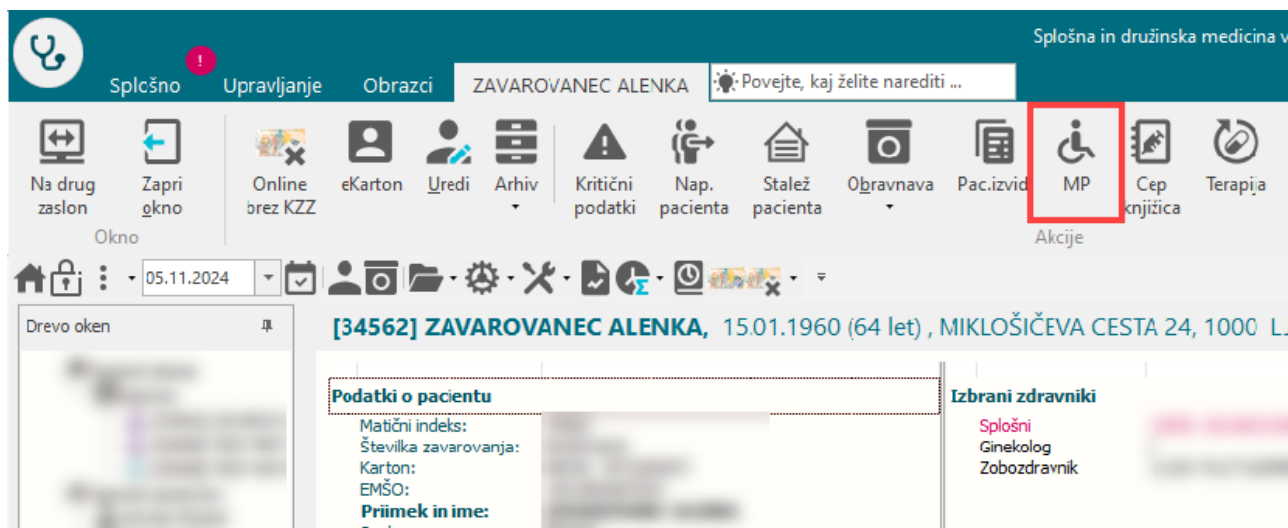 Splošna in družinska medicina v
!
Splošno Upravljanje Obrazci ZAVAROVANEC ALENKA Povejte, kaj želite narediti ...
Na drug zaslon
Zapri okno
Online brez KZZ
eKarton
Uredi
Arhiv
Kritični podatki
Nap. pacienta
Stalež pacienta
Obravnava
Pac.izvid
MP
Cep knjižica
Terapija
Okno Akcije
05.11.2024
Drevo oken
[34562] ZAVAROVANEC ALENKA, 15.01.1960 (64 let) , MIKLOŠIČEVA CESTA 24, 1000
Podatki o pacientu
Matični indeks:
Številka zavarovanja:
Karton:
EMŠO:
Priimek in ime:
Izbrani zdravniki
Splošni
Ginekolog
Zobozdravnik